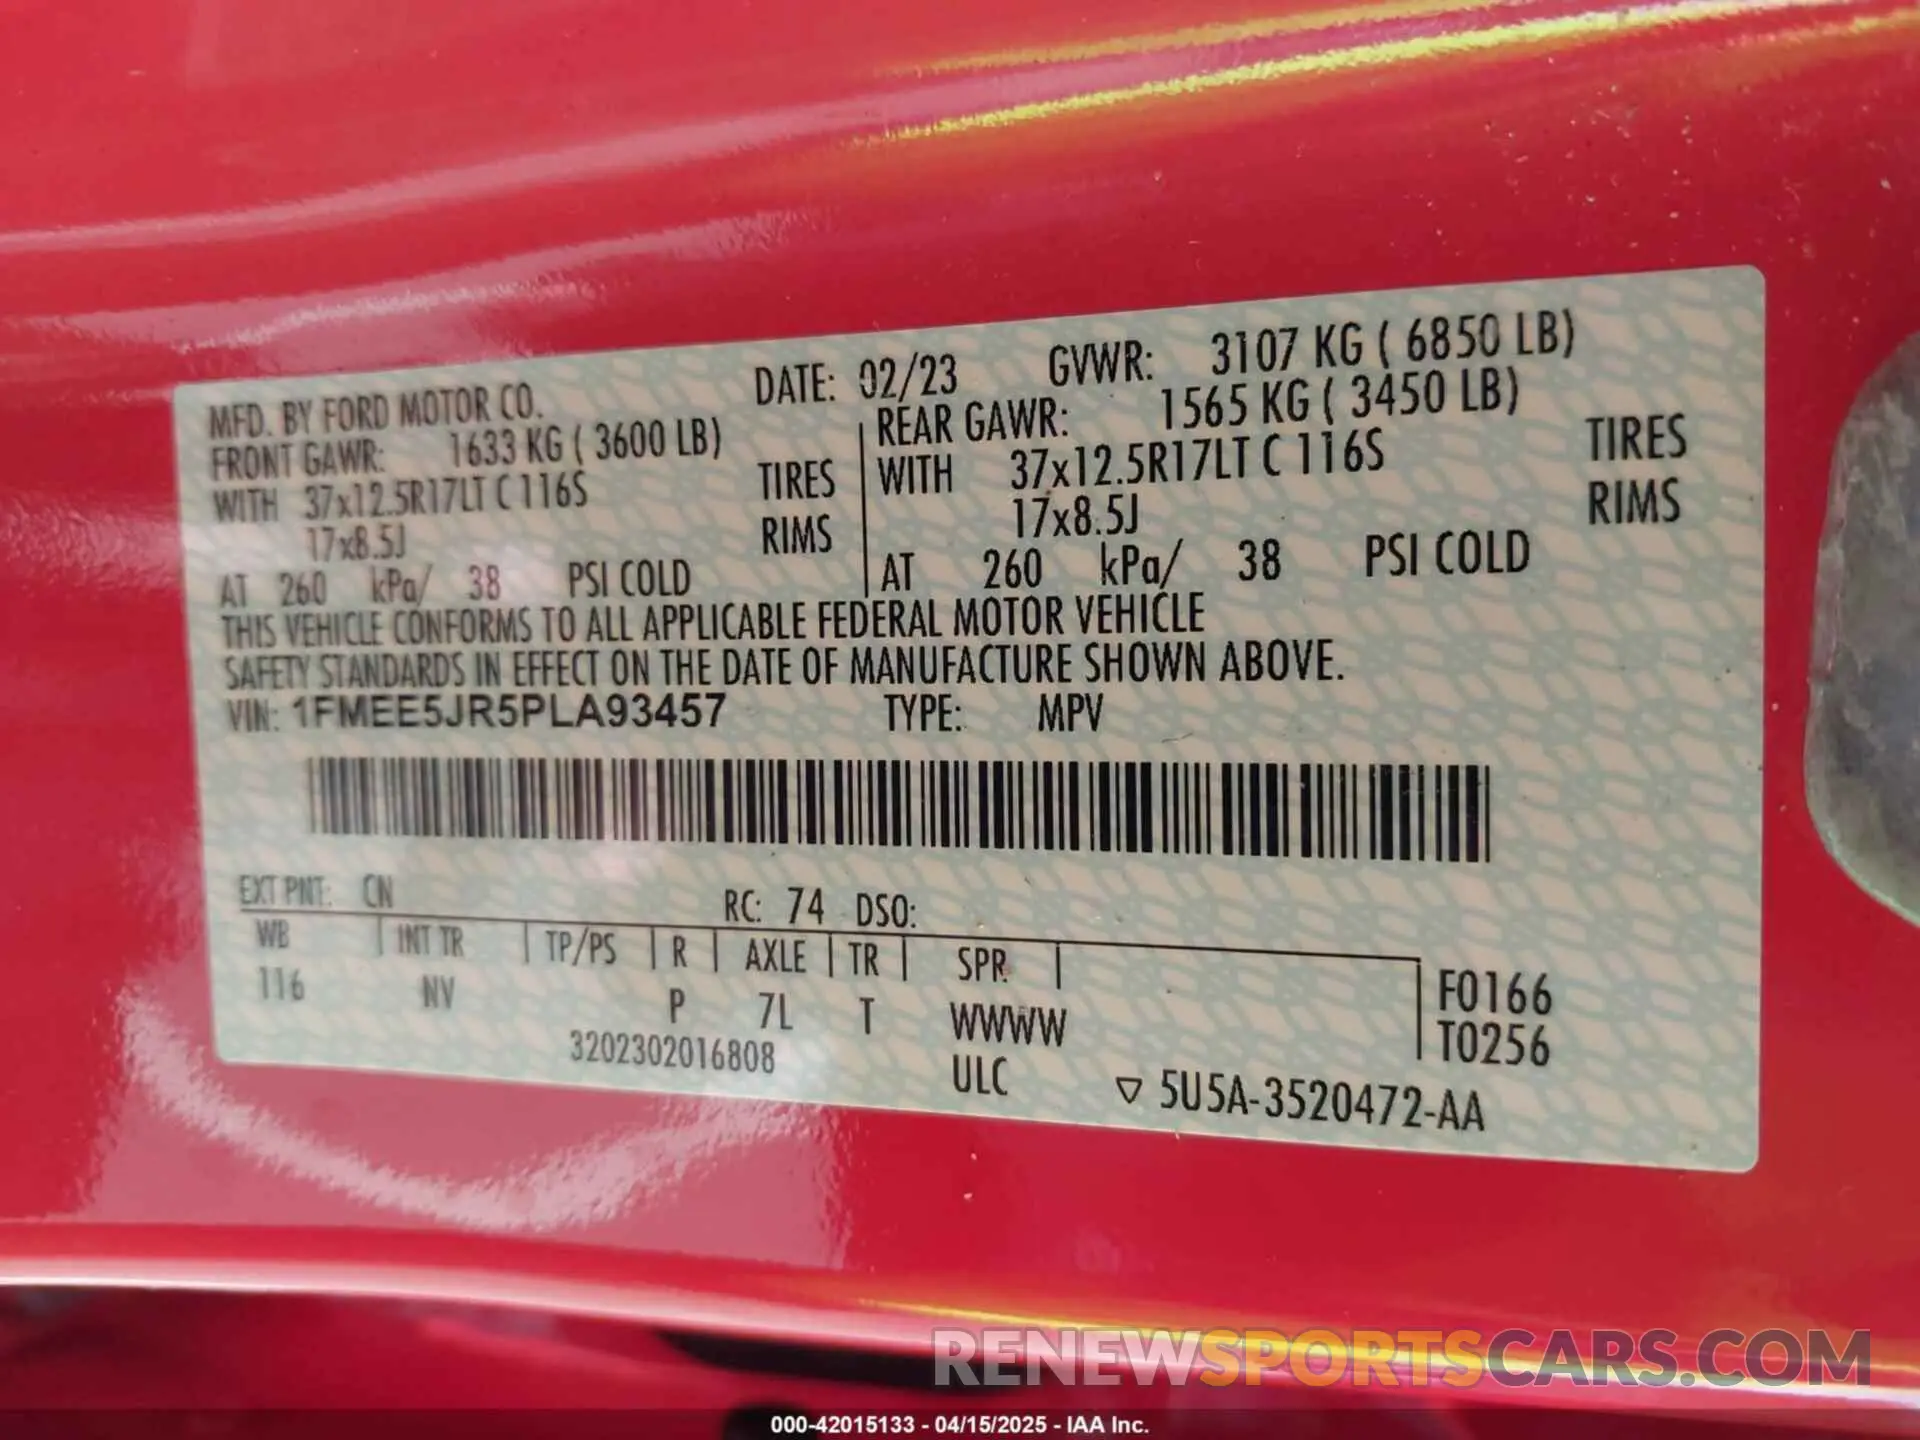 MFD. BY FORD MOTOR CO. DATE: 02/23 GVWR: 3107 KG ( 6850 LB)
FRONT GAWR: 1633 KG ( 3600 LB) REAR GAWR: 1565 KG ( 3450 LB)
WITH 37x12.5R17LT C 116S TIRES WITH 37x12.5R17LT C 116S TIRES
17x8.5J RIMS 17x8.5J RIMS
AT 260 kPa/ 38 PSI COLD AT 260 kPa/ 38 PSI COLD
THIS VEHICLE CONFORMS TO ALL APPLICABLE FEDERAL MOTOR VEHICLE
SAFETY STANDARDS IN EFFECT ON THE DATE OF MANUFACTURE SHOWN ABOVE.
VIN: 1FMEE5JR5PLA93457 TYPE: MPV
EXT PNT: CN RC: 74 DSO:
WB INT TR TP/PS R AXLE TR SPR
116 NV P 7L T WWWW F0166
3202302016808 ULC T0256
▽ 5U5A-3520472-AA
RENEWSPORTSCARS.COM
000-42015133 - 04/15/2025 - IAA Inc.